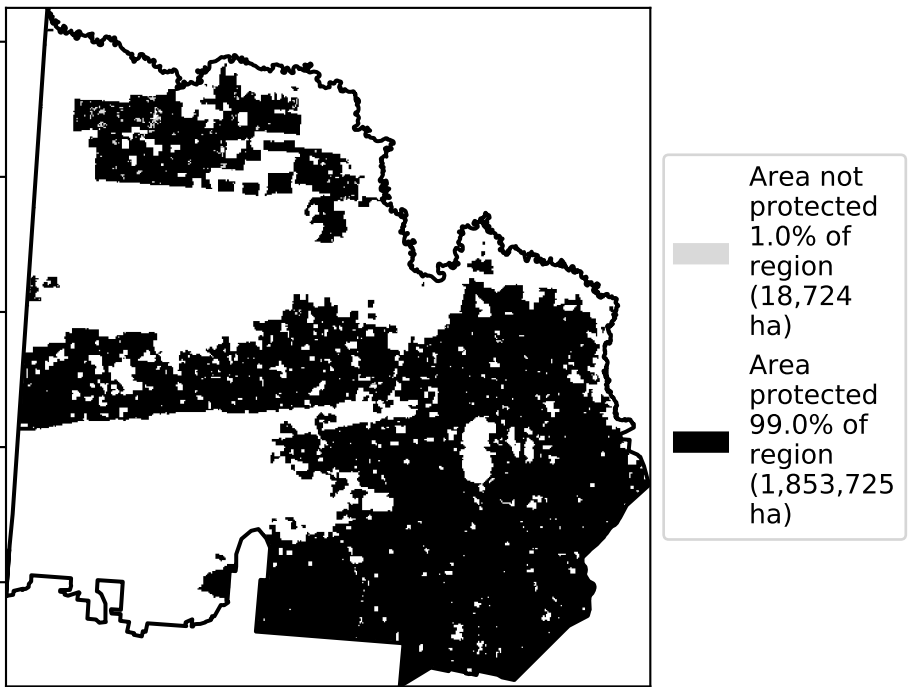 Area not
protected
1.0% of
region
(18,724
ha)
Area
protected
99.0% of
region
(1,853,725
ha)